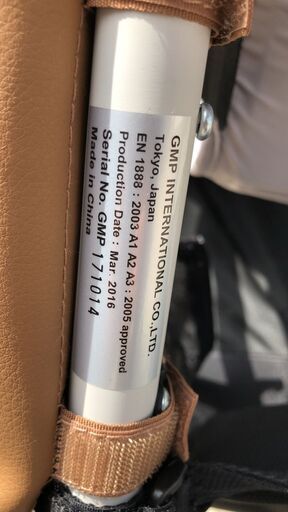 GMP INTERNATIONAL CO.,LTD.
Tokyo, Japan
EN 1888 : 2003 A1 A2 A3 : 2005 approved
Production Date : Mar. 2016
Serial No. GMP 171014
Made in China